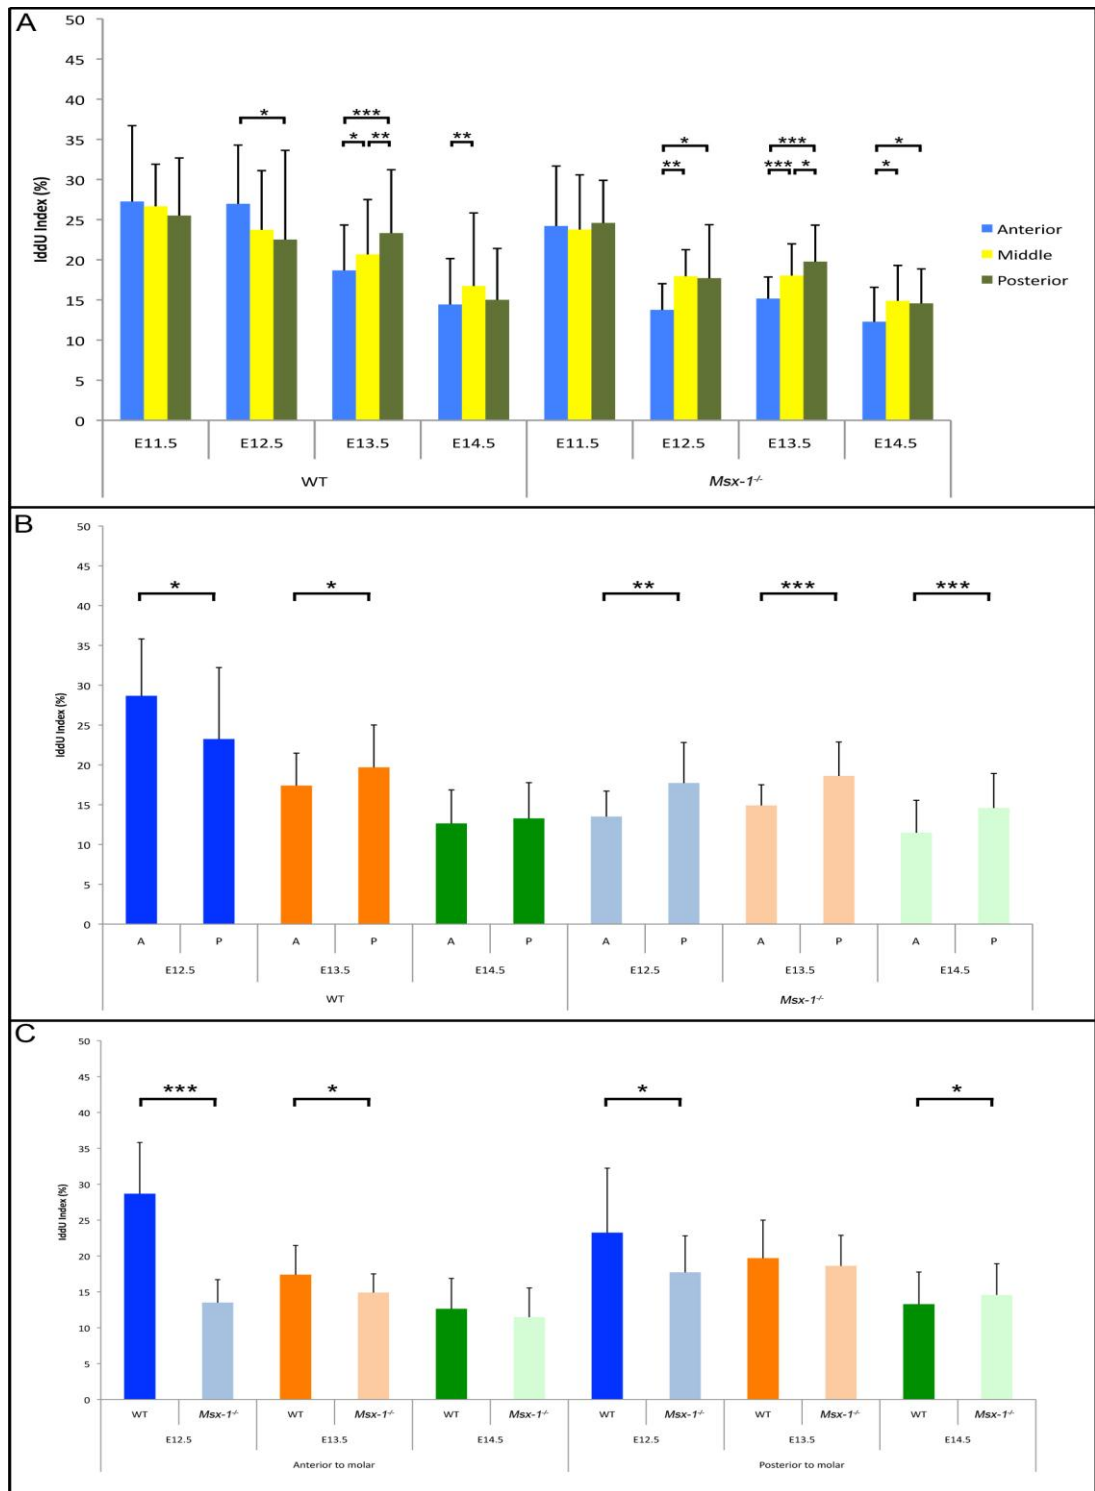 A
50
45
40
35
30
25
20
15
10
5
0
IddU Index (%)
* *** * ** ** * ** *** *** * * *
Anterior
Middle
Posterior
E11.5 E12.5 E13.5 E14.5 E11.5 E12.5 E13.5 E14.5
WT Msx-1-/-
B
50
45
40
35
30
25
20
15
10
5
0
IddU Index (%)
* * ** *** ***
A P A P A P A P A P A P
E12.5 E13.5 E14.5 E12.5 E13.5 E14.5
WT Msx-1-/-
C
50
45
40
35
30
25
20
15
10
5
0
IddU Index (%)
*** * * *
WT Msx-1-/- WT Msx-1-/- WT Msx-1-/- WT Msx-1-/- WT Msx-1-/- WT Msx-1-/-
E12.5 E13.5 E14.5 E12.5 E13.5 E14.5
Anterior to molar Posterior to molar